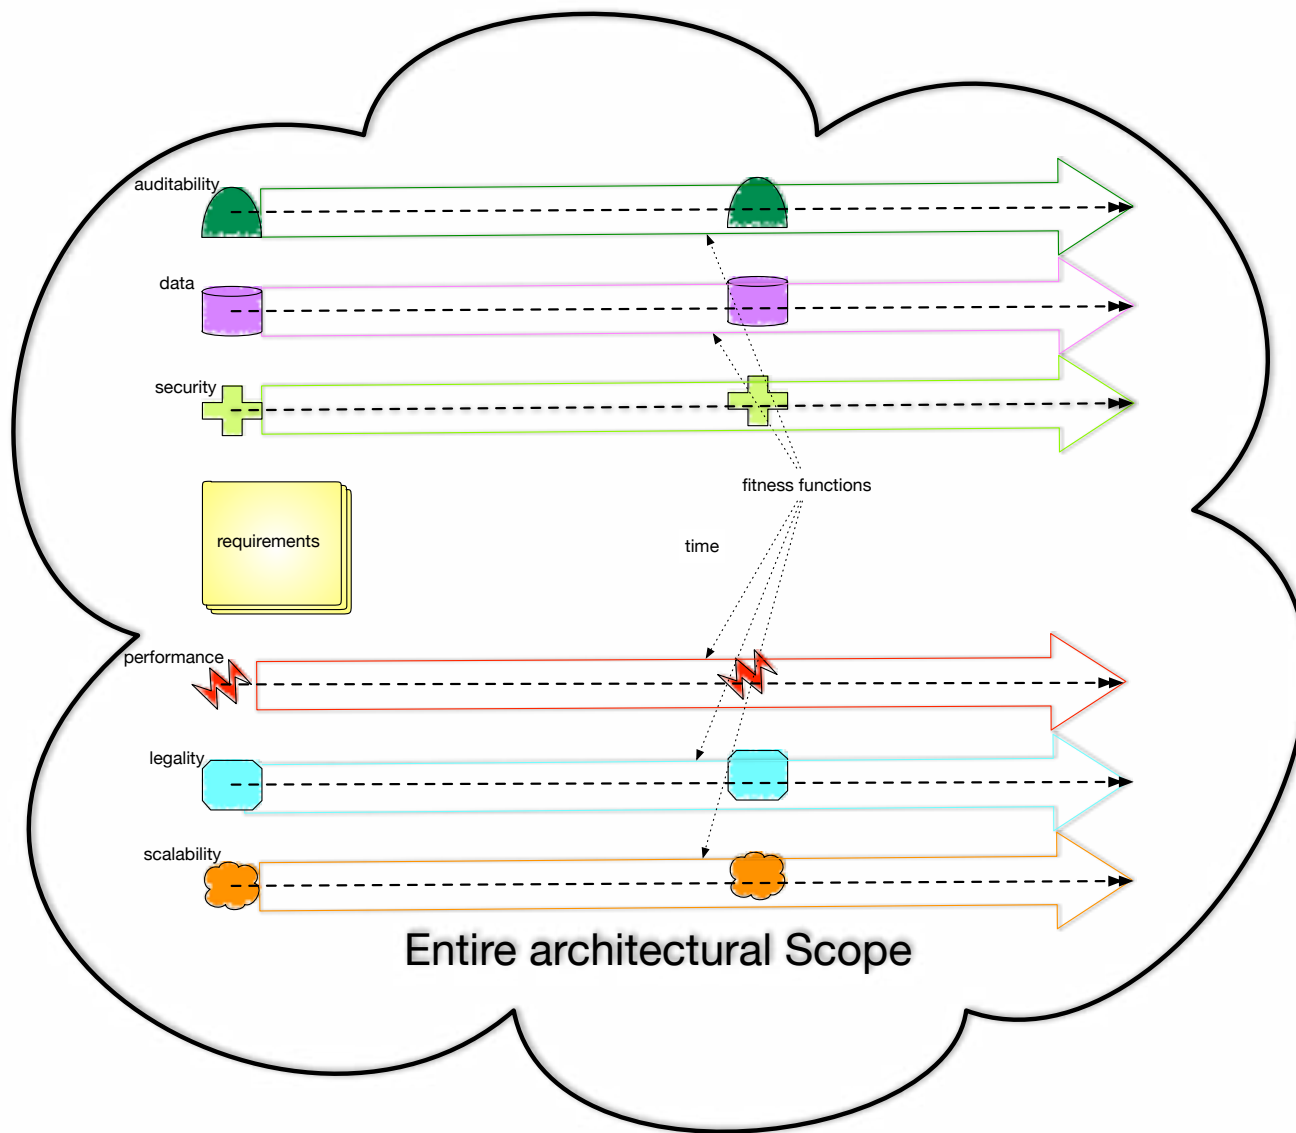 auditability
data
security
fitness functions
requirements
time
performance
legality
scalability
Entire architectural Scope